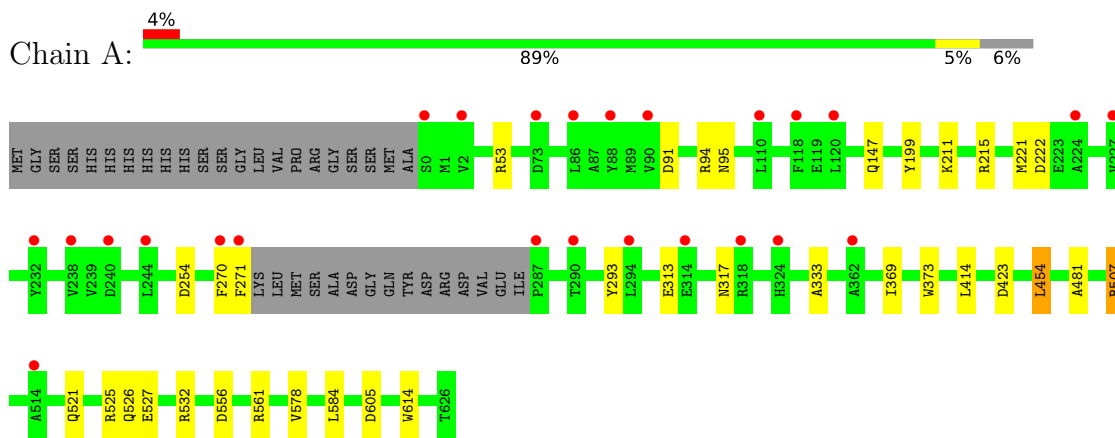 4%
Chain A:
89% 5% 6%
MET GLY SER SER HIS HIS HIS HIS HIS HIS SER SER GLY LEU VAL PRO ARG GLY SER SER MET ALA S0 M1 V2 R53 D73 L86 A87 Y88 M89 V90 D91 R94 N95 L110 F118 E119 L120 Q147 Y199 K211 R215 M221 D222 E223 A224
Y232 V238 V239 D240 L244 D254 F270 F271 LYS LEU MET SER ALA ASP GLY GLN TYR ASP ARG ASP VAL GLU ILE P287 T290 Y293 L294 E313 E314 N317 R318 H324 A333 A362 I369 W373 L414 D423 L454 A481
A514 Q521 R525 Q526 E527 R532 D556 R561 V578 L584 D605 W614 T626